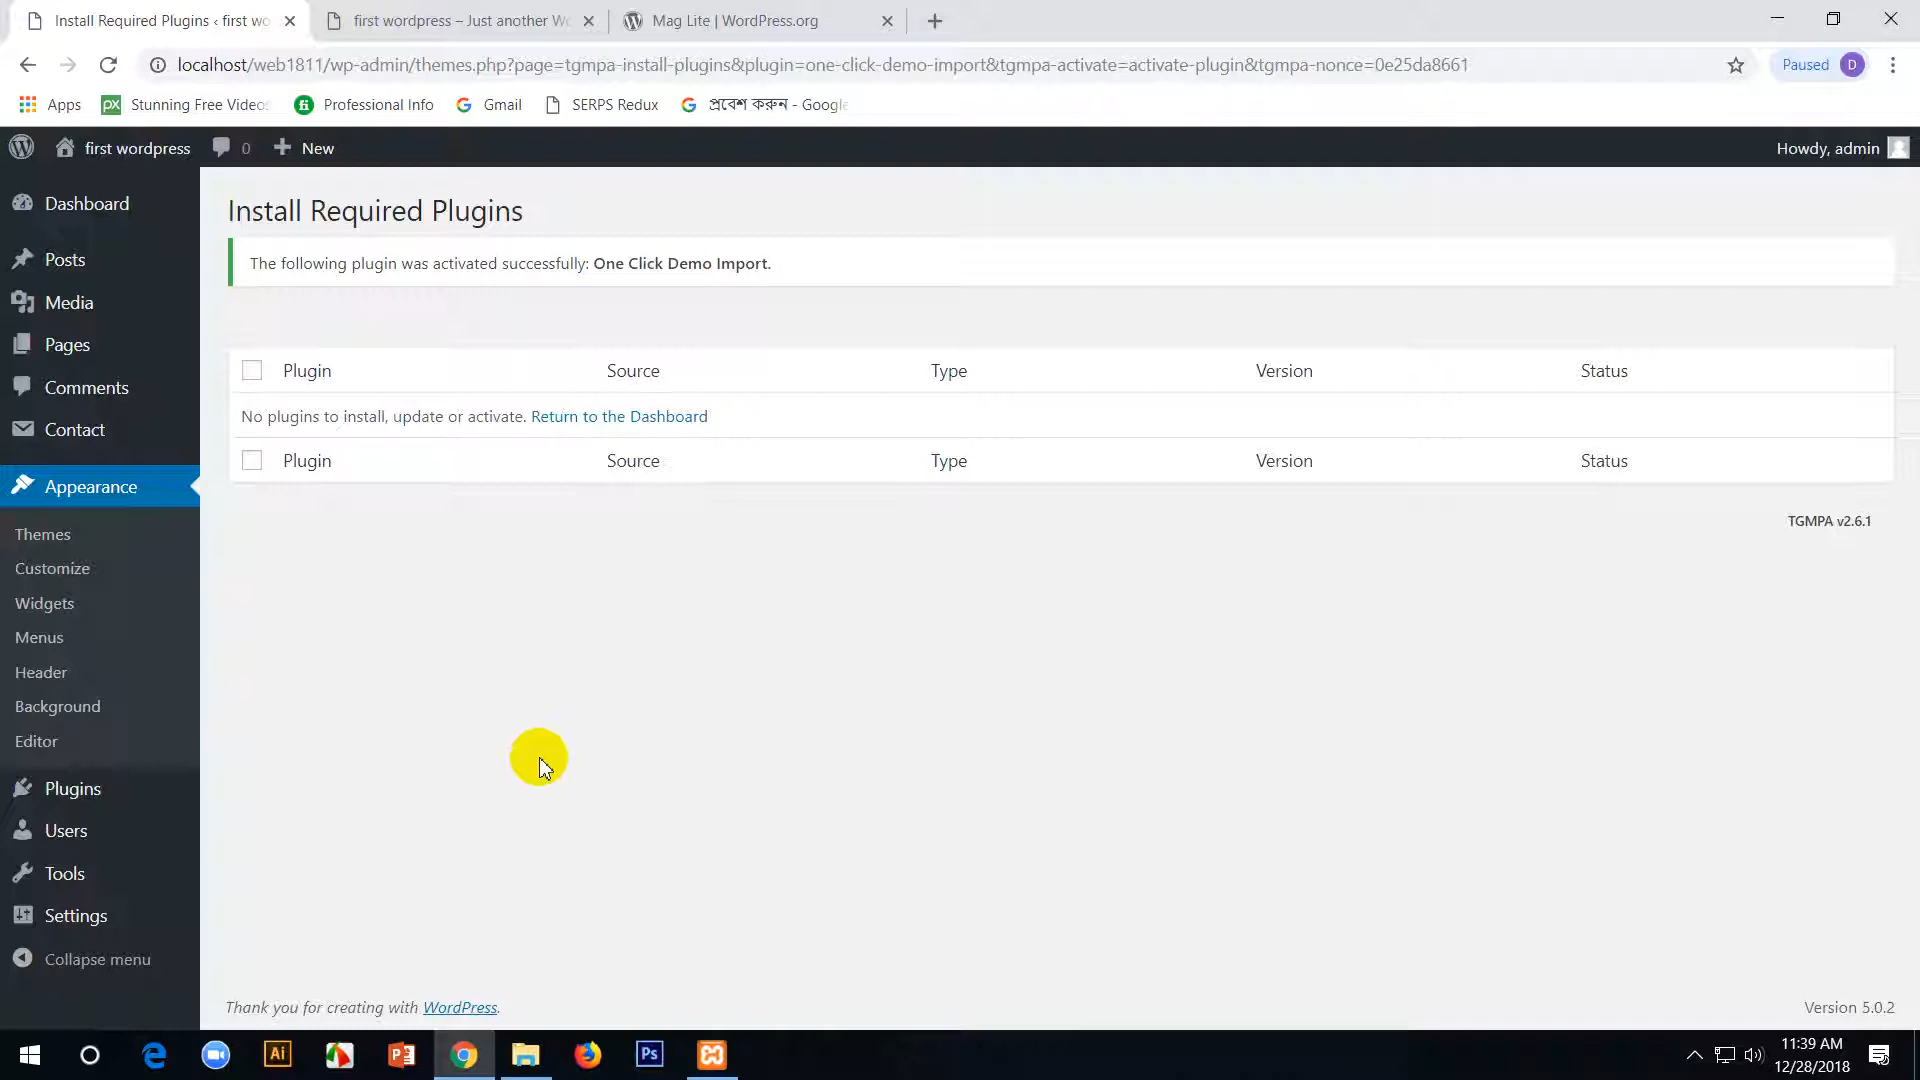 Install Required Plugins ‹ first wo
first wordpress – Just another Wo
Mag Lite | WordPress.org
localhost/web1811/wp-admin/themes.php?page=tgmpa-install-plugins&plugin=one-click-demo-import&tgmpa-activate=activate-plugin&tgmpa-nonce=0e25da8661
Paused D
Apps
px Stunning Free Videos
fi Professional Info
Gmail
SERPS Redux
প্রবেশ করুন - Google
first wordpress
0
New
Howdy, admin
Dashboard
Posts
Media
Pages
Comments
Contact
Appearance
Themes
Customize
Widgets
Menus
Header
Background
Editor
Plugins
Users
Tools
Settings
Collapse menu
Install Required Plugins
The following plugin was activated successfully: One Click Demo Import.
Plugin Source Type Version Status
No plugins to install, update or activate. Return to the Dashboard
Plugin Source Type Version Status
TGMPA v2.6.1
Thank you for creating with WordPress.
Version 5.0.2
Ai
Ps
11:39 AM
12/28/2018